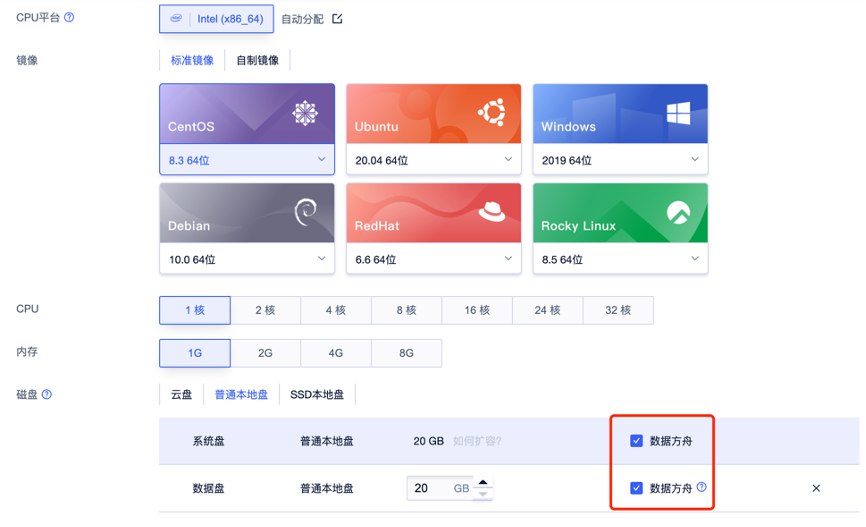 CPU平台
Intel (x86_64) 自动分配
镜像 标准镜像 自制镜像
CentOS Ubuntu Windows
8.3 64位 20.04 64位 2019 64位
Debian RedHat Rocky Linux
10.0 64位 6.6 64位 8.5 64位
CPU 1 核 2 核 4 核 8 核 16 核 24 核 32 核
内存 1G 2G 4G 8G
磁盘 云盘 普通本地盘 SSD本地盘
系统盘 普通本地盘 20 GB 如何扩容? 数据方舟
数据盘 普通本地盘 20 GB 数据方舟